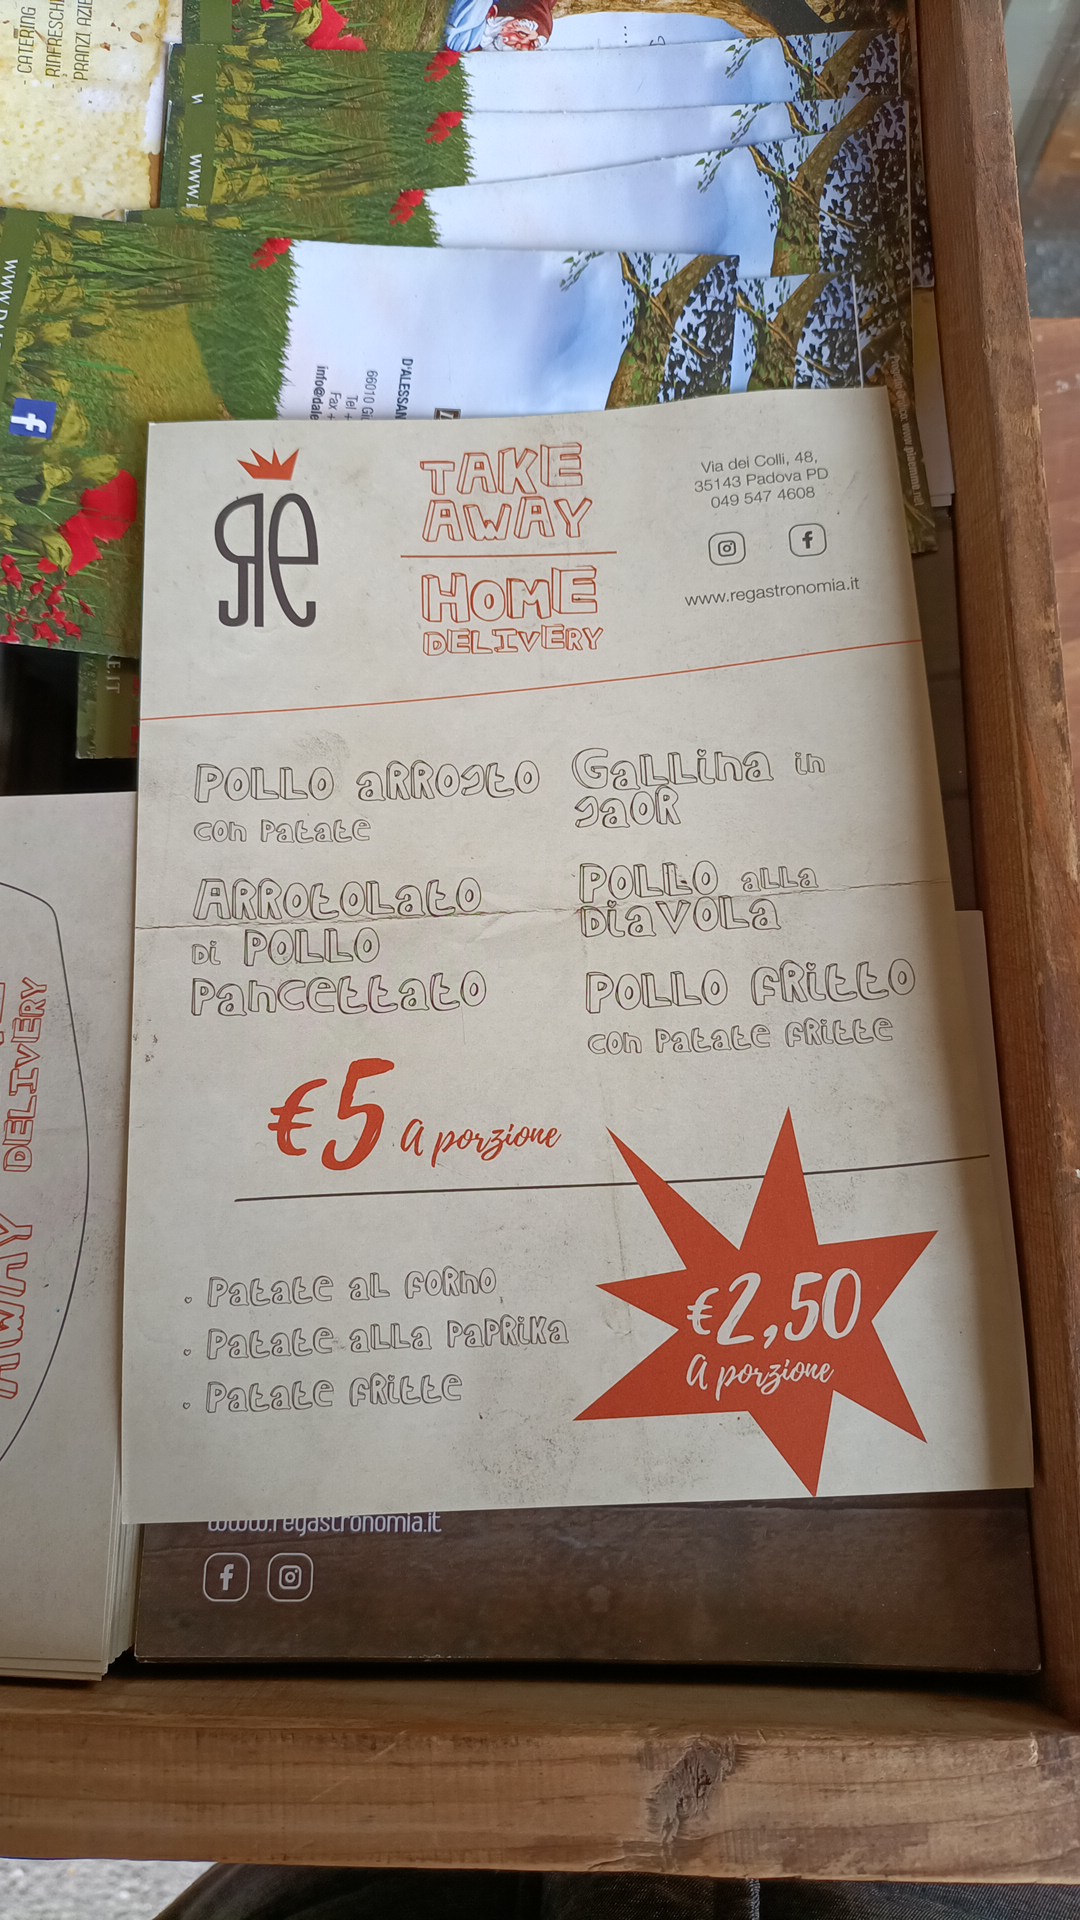 - CATERING
- RINFRESCHI
- PRANZI AZIE
www.
www.
f
D'ALESSAN
66010 Giu
Tel +
Fax +
info@dale
Re
TAKE
AWAY
HOME
DELIVERY
Via dei Colli, 48,
35143 Padova PD
049 547 4608
www.regastronomia.it
Pollo arrosto
con patate
Arrotolato
di pollo
pancettato
Gallina in
saor
Pollo alla
diavola
Pollo fritto
con patate fritte
€5 A porzione
. Patate al forno
. Patate alla paprika
. Patate fritte
€2,50
A porzione
AWAY DELIVERY
www.regastronomia.it
f